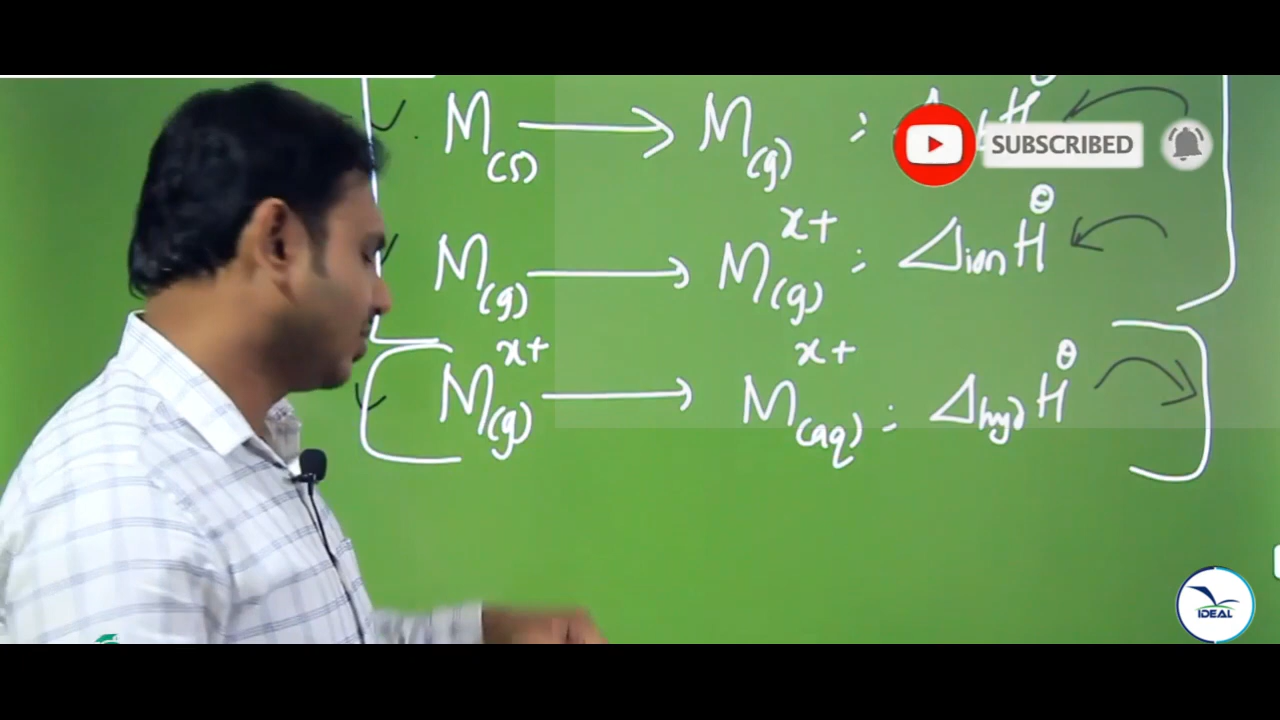 M(s) ⟶ M(g) : H
SUBSCRIBED
M(g) ⟶ M(g)^x+ : Δion H^⊖
M(g)^x+ ⟶ M(aq)^x+ : Δhyd H^⊖
IDEAL